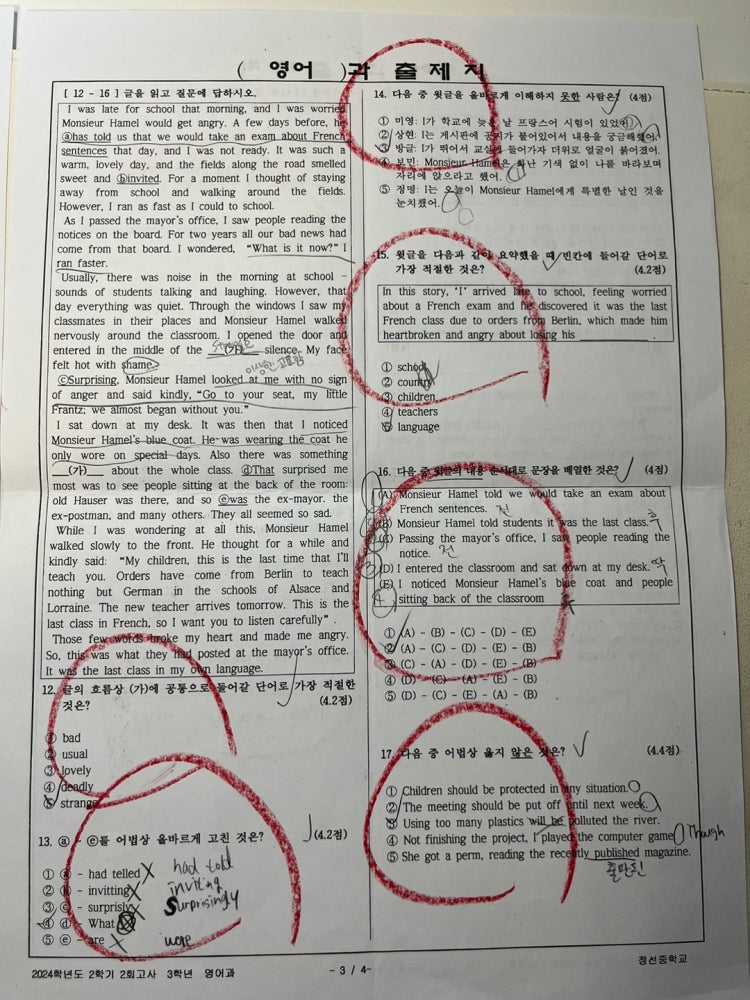 ( 영어 )과 출제지
[ 12 - 16 ] 글을 읽고 질문에 답하시오.
I was late for school that morning, and I was worried
Monsieur Hamel would get angry. A few days before, he
ⓐhas told us that we would take an exam about French
sentences that day, and I was not ready. It was such a
warm, lovely day, and the fields along the road smelled
sweet and ⓑinvited. For a moment I thought of staying
away from school and walking around the fields.
However, I ran as fast as I could to school.
As I passed the mayor's office, I saw people reading the
notices on the board. For two years all our bad news had
come from that board. I wondered, "What is it now?" I
ran faster.
Usually, there was noise in the morning at school -
sounds of students talking and laughing. However, that
day everything was quiet. Through the windows I saw my
classmates in their places and Monsieur Hamel walked
nervously around the classroom. I opened the door and
strange
entered in the middle of the (가) silence. My face
felt hot with shame. 이상한 고요함
ⓒSurprising, Monsieur Hamel looked at me with no sign
of anger and said kindly, "Go to your seat, my little
Frantz; we almost began without you."
I sat down at my desk. It was then that I noticed
Monsieur Hamel's blue coat. He was wearing the coat he
only wore on special days. Also there was something
(가) about the whole class. ⓓThat surprised me
most was to see people sitting at the back of the room:
old Hauser was there, and so ⓔwas the ex-mayor. the
ex-postman, and many others. They all seemed so sad.
While I was wondering at all this, Monsieur Hamel
walked slowly to the front. He thought for a while and
kindly said: "My children, this is the last time that I'll
teach you. Orders have come from Berlin to teach
nothing but German in the schools of Alsace and
Lorraine. The new teacher arrives tomorrow. This is the
last class in French, so I want you to listen carefully".
Those few words broke my heart and made me angry.
So, this was what they had posted at the mayor's office.
It was the last class in my own language.
12. 글의 흐름상 (가)에 공통으로 들어갈 단어로 가장 적절한
것은? (4.2점)
① bad
② usual
③ lovely
④ deadly
⑤ strange
13. ⓐ - ⓔ를 어법상 올바르게 고친 것은? (4.2점)
① ⓐ - had telled had told
② ⓑ - invitting inviting
③ ⓒ - surprisly Surprisingly
④ ⓓ - What
⑤ ⓔ - are were
14. 다음 중 윗글을 올바르게 이해하지 못한 사람은? (4점)
① 미영: I가 학교에 늦은 날 프랑스어 시험이 있었어.
② 상현: I는 게시판에 공지가 붙어있어서 내용을 궁금해했어.
③ 방글: I가 뛰어서 교실에 들어가자 더위로 얼굴이 붉어졌어.
④ 보민: Monsieur Hamel은 화난 기색 없이 나를 바라보며
자리에 앉으라고 했어.
⑤ 정명: I는 오늘이 Monsieur Hamel에게 특별한 날인 것을
눈치챘어.
15. 윗글을 다음과 같이 요약했을 때 빈칸에 들어갈 단어로
가장 적절한 것은? (4.2점)
In this story, 'I' arrived late to school, feeling worried
about a French exam and he discovered it was the last
French class due to orders from Berlin, which made him
heartbroken and angry about losing his
① school
② country
③ children
④ teachers
⑤ language
16. 다음 중 윗글의 내용 순서대로 문장을 배열한 것은? (4점)
(A) Monsieur Hamel told we would take an exam about
French sentences. 전
(B) Monsieur Hamel told students it was the last class. 후
(C) Passing the mayor's office, I saw people reading the
notice. 전
(D) I entered the classroom and sat down at my desk. 딱
(E) I noticed Monsieur Hamel's blue coat and people
sitting back of the classroom
① (A) - (B) - (C) - (D) - (E)
② (A) - (C) - (D) - (E) - (B)
③ (C) - (A) - (D) - (E) - (B)
④ (D) - (C) - (A) - (E) - (B)
⑤ (D) - (C) - (E) - (A) - (B)
17. 다음 중 어법상 옳지 않은 것은? (4.4점)
① Children should be protected in any situation.
② The meeting should be put off until next week.
③ Using too many plastics will be polluted the river.
④ Not finishing the project, I played the computer game. Though
⑤ She got a perm, reading the recently published magazine.
출판된
2024학년도 2학기 2회고사 3학년 영어과
- 3 / 4-
정선중학교